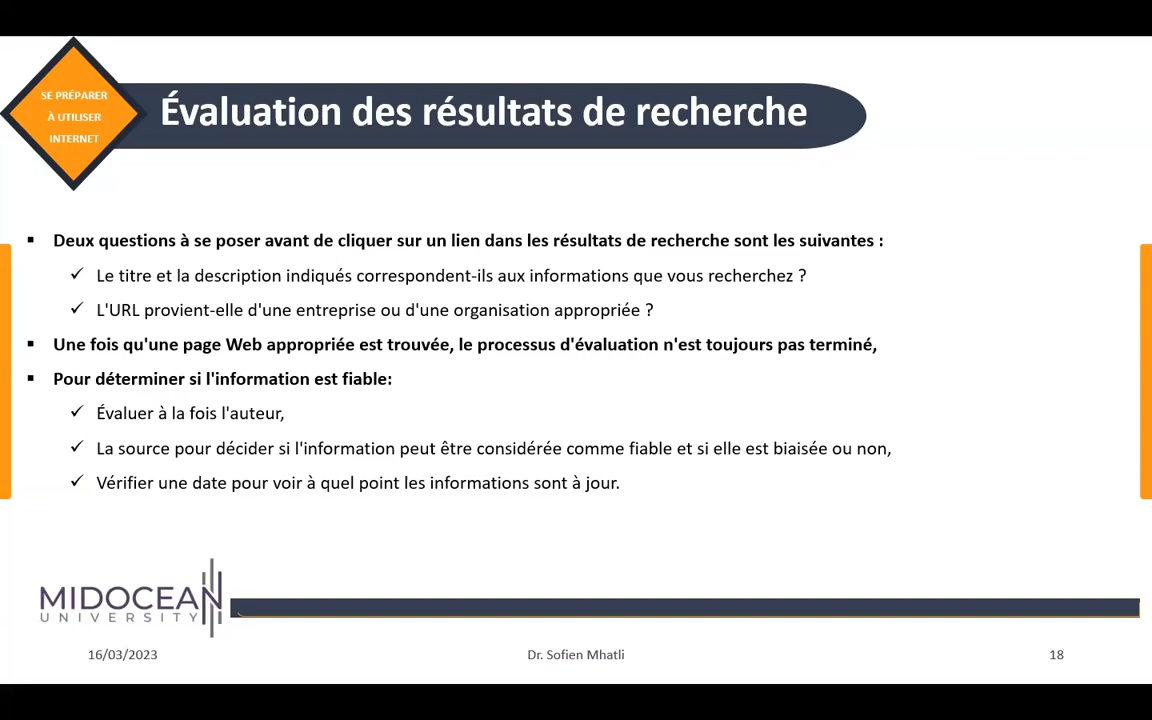 SE PRÉPARER
À UTILISER
INTERNET
Évaluation des résultats de recherche
▪ Deux questions à se poser avant de cliquer sur un lien dans les résultats de recherche sont les suivantes :
✓ Le titre et la description indiqués correspondent-ils aux informations que vous recherchez ?
✓ L'URL provient-elle d'une entreprise ou d'une organisation appropriée ?
▪ Une fois qu'une page Web appropriée est trouvée, le processus d'évaluation n'est toujours pas terminé,
▪ Pour déterminer si l'information est fiable:
✓ Évaluer à la fois l'auteur,
✓ La source pour décider si l'information peut être considérée comme fiable et si elle est biaisée ou non,
✓ Vérifier une date pour voir à quel point les informations sont à jour.
MIDOCEAN
UNIVERSITY
16/03/2023
Dr. Sofien Mhatli
18